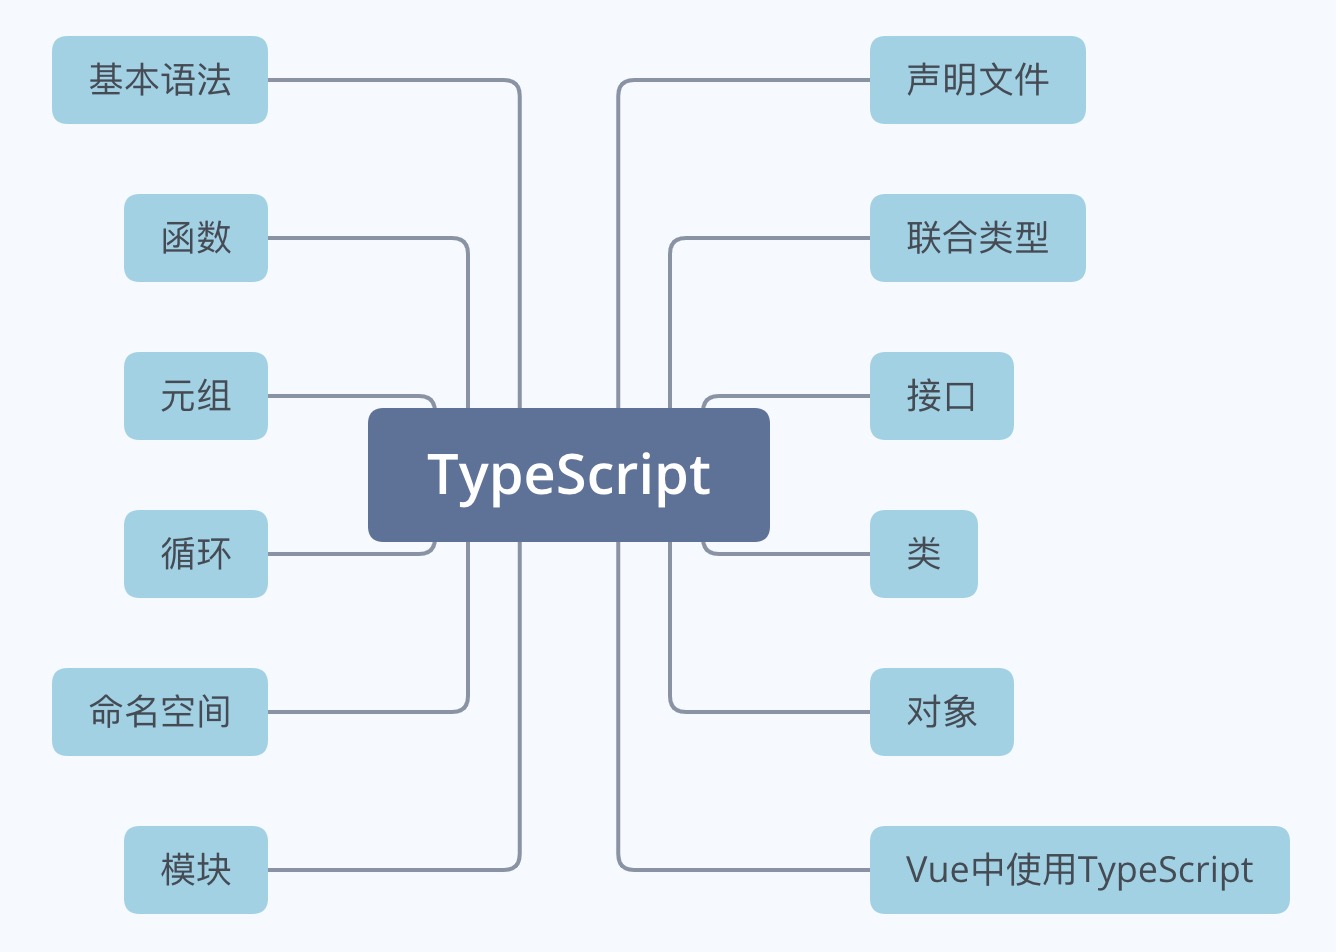 基本语法
函数
元组
循环
命名空间
模块
TypeScript
声明文件
联合类型
接口
类
对象
Vue中使用TypeScript